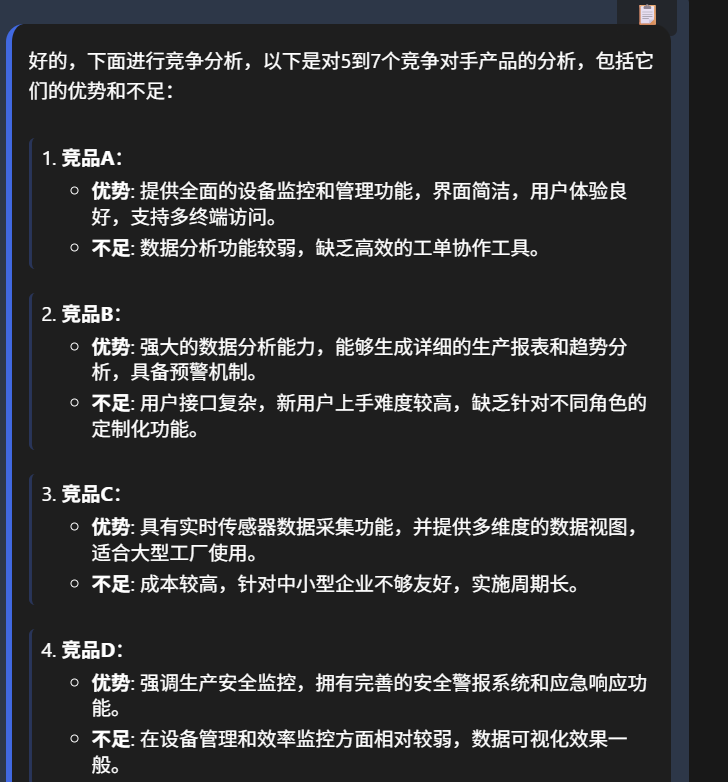 好的，下面进行竞争分析，以下是对5到7个竞争对手产品的分析，包括它
们的优势和不足：
1. 竞品A：
优势: 提供全面的设备监控和管理功能，界面简洁，用户体验良
好，支持多终端访问。
不足: 数据分析功能较弱，缺乏高效的工单协作工具。
2. 竞品B：
优势: 强大的数据分析能力，能够生成详细的生产报表和趋势分
析，具备预警机制。
不足: 用户接口复杂，新用户上手难度较高，缺乏针对不同角色的
定制化功能。
3. 竞品C：
优势: 具有实时传感器数据采集功能，并提供多维度的数据视图，
适合大型工厂使用。
不足: 成本较高，针对中小型企业不够友好，实施周期长。
4. 竞品D：
优势: 强调生产安全监控，拥有完善的安全警报系统和应急响应功
能。
不足: 在设备管理和效率监控方面相对较弱，数据可视化效果一
般。